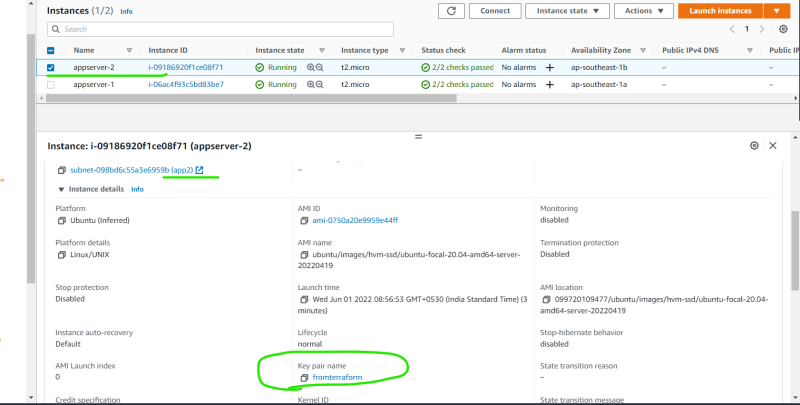 Instances (1/2) Info Connect Instance state Actions Launch instances
Search 1
Name Instance ID Instance state Instance type Status check Alarm status Availability Zone Public IPv4 DNS Public IP
appserver-2 i-09186920f1ce08f71 Running t2.micro 2/2 checks passed No alarms + ap-southeast-1b –
appserver-1 i-06ac4f93c5bd83be7 Running t2.micro 2/2 checks passed No alarms + ap-southeast-1a –
Instance: i-09186920f1ce08f71 (appserver-2)
subnet-098bd6c55a3e6959b (app2) –
Instance details Info
Platform AMI ID Monitoring
Ubuntu (Inferred) ami-0750a20e9959e44ff disabled
Platform details AMI name Termination protection
Linux/UNIX ubuntu/images/hvm-ssd/ubuntu-focal-20.04-amd64-server- Disabled
20220419
Stop protection Launch time AMI location
Disabled Wed Jun 01 2022 08:56:53 GMT+0530 (India Standard Time) (3 099720109477/ubuntu/images/hvm-ssd/ubuntu-focal-20.04-
minutes) amd64-server-20220419
Instance auto-recovery Lifecycle Stop-hibernate behavior
Default normal disabled
AMI Launch index Key pair name State transition reason
0 fromterraform –
Credit specification Kernel ID State transition message